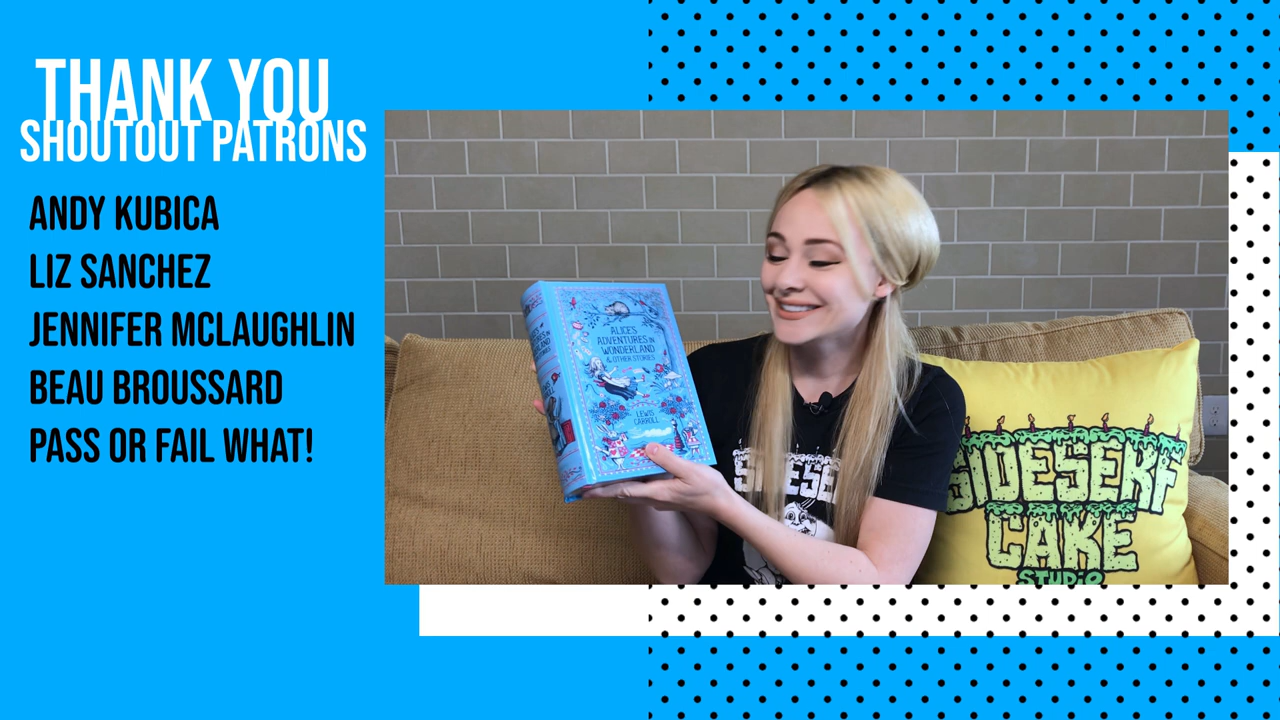 THANK YOU
SHOUTOUT PATRONS
ANDY KUBICA
LIZ SANCHEZ
JENNIFER MCLAUGHLIN
BEAU BROUSSARD
PASS OR FAIL WHAT!
ALICE'S
ADVENTURES IN
WONDERLAND
& OTHER STORIES
LEWIS
CARROLL
SIDESERF
CAKE
STUDIO